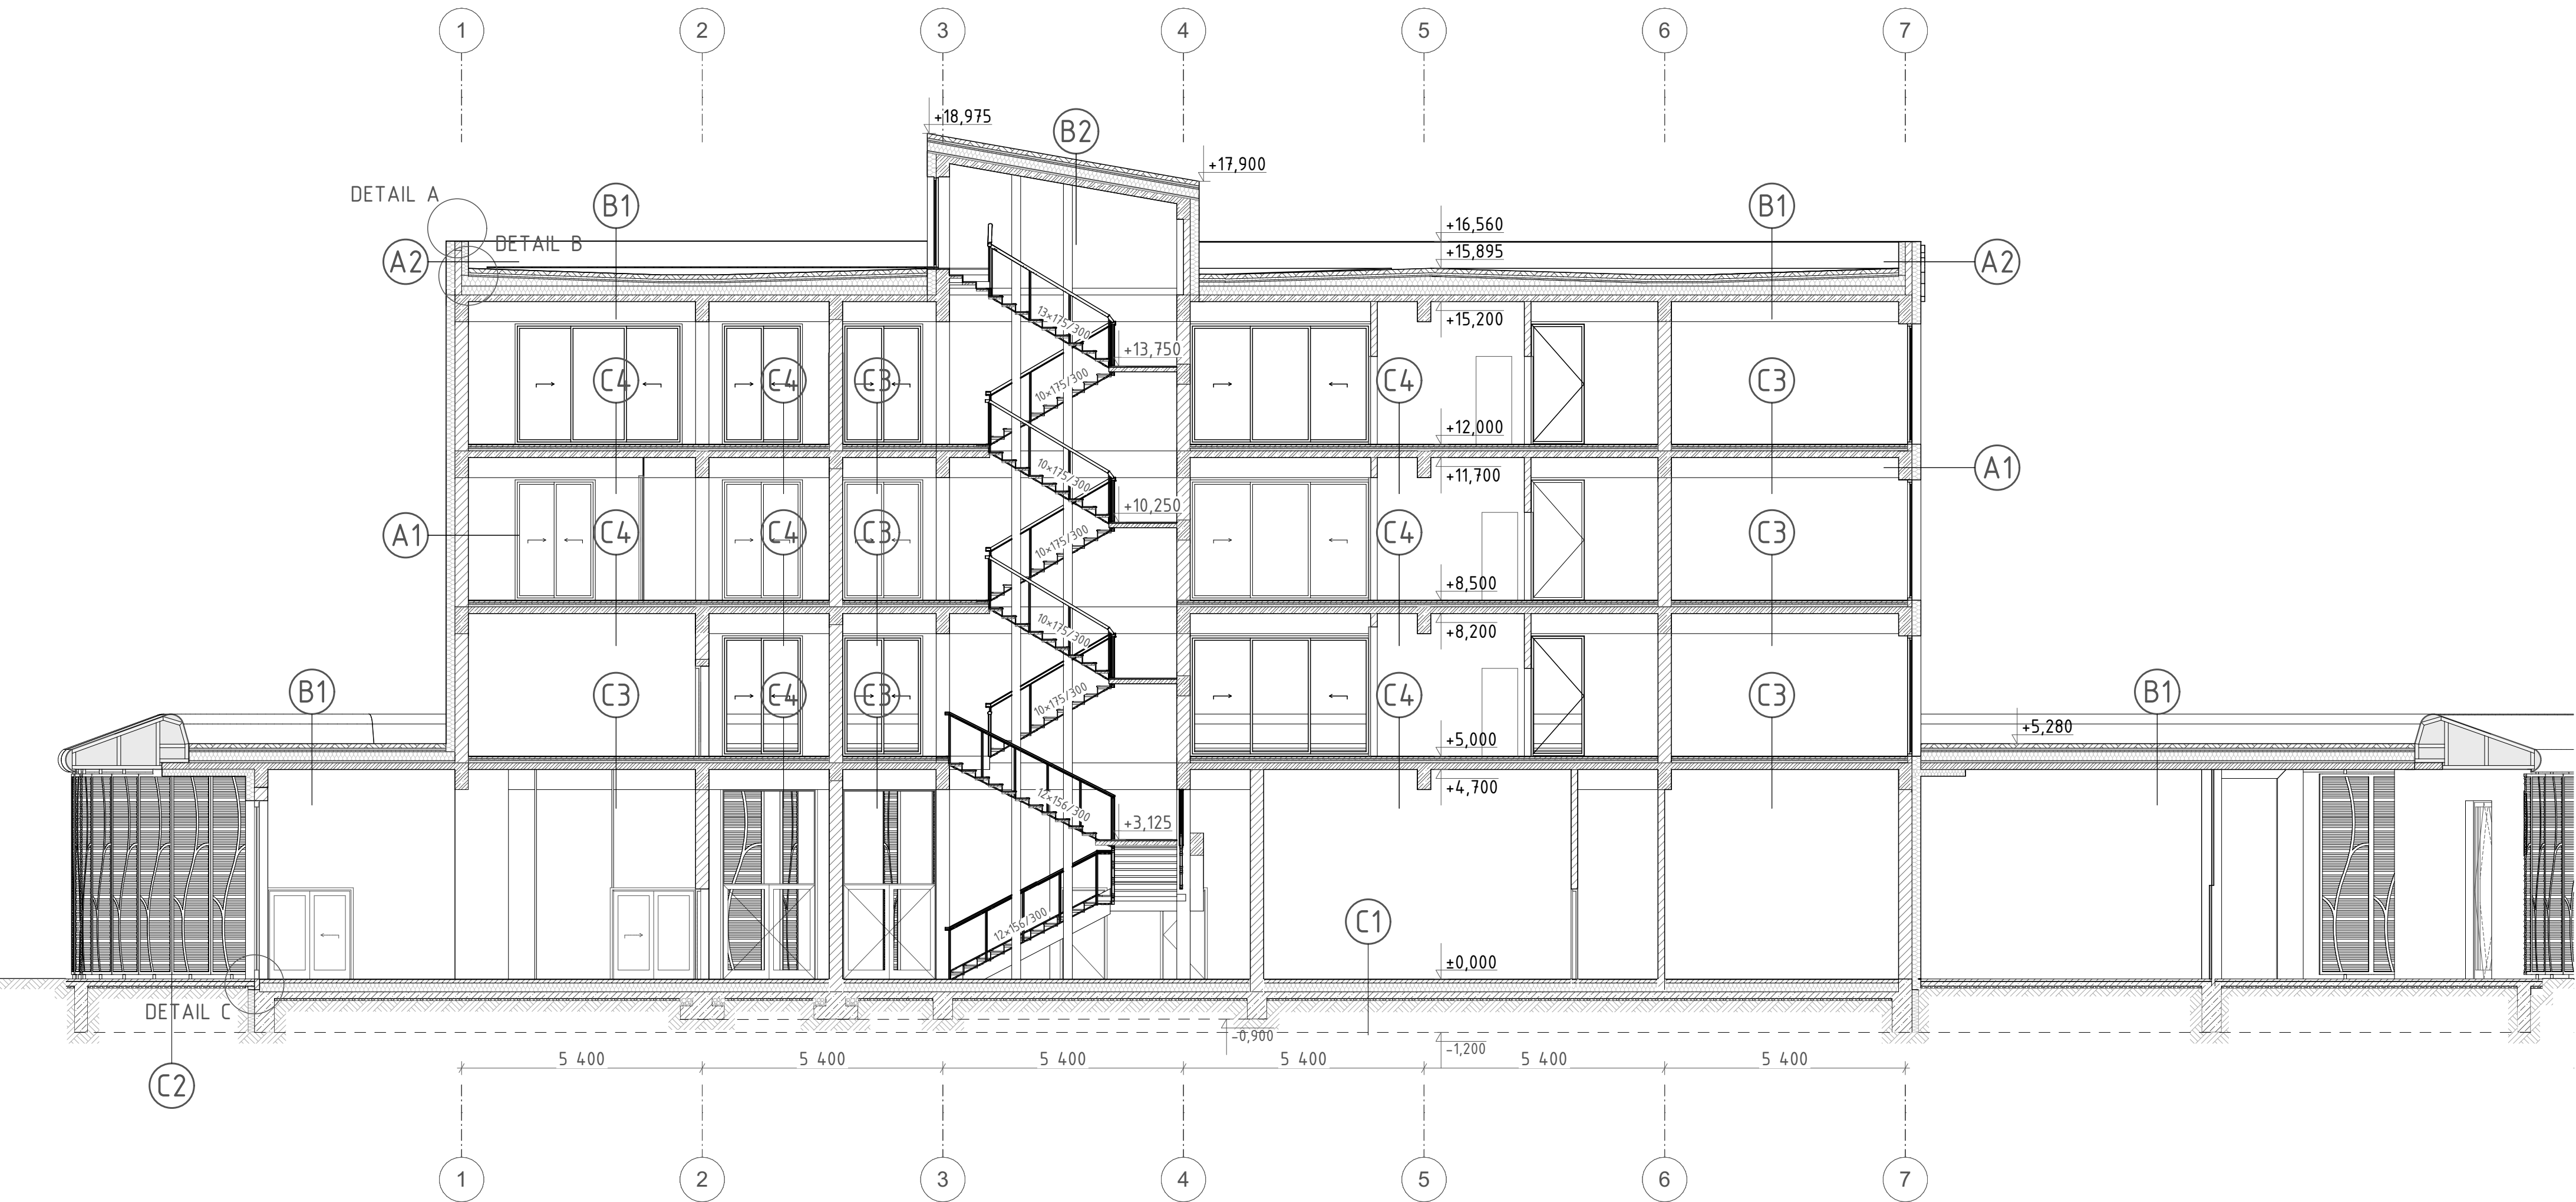 1 2 3 4 5 6 7
+18,975
B2
+17,900
DETAIL A
B1 B1
+16,560
DETAIL B
+15,895
A2 A2
13×175/300
+15,200
+13,750
C4 C4 C3 C4 C3
10×175/300
+12,000
A1
10×175/300
+11,700
+10,250
A1 C4 C4 C3 C4 C3
10×175/300
+8,500
10×175/300
+8,200
B1 C3 C4 C3 C4 C3 B1
10×175/300
+5,280
+5,000
+4,700
12×156/300
+3,125
C1
12×156/300
±0,000
DETAIL C
-0,900
-1,200
5 400 5 400 5 400 5 400 5 400 5 400
C2
1 2 3 4 5 6 7